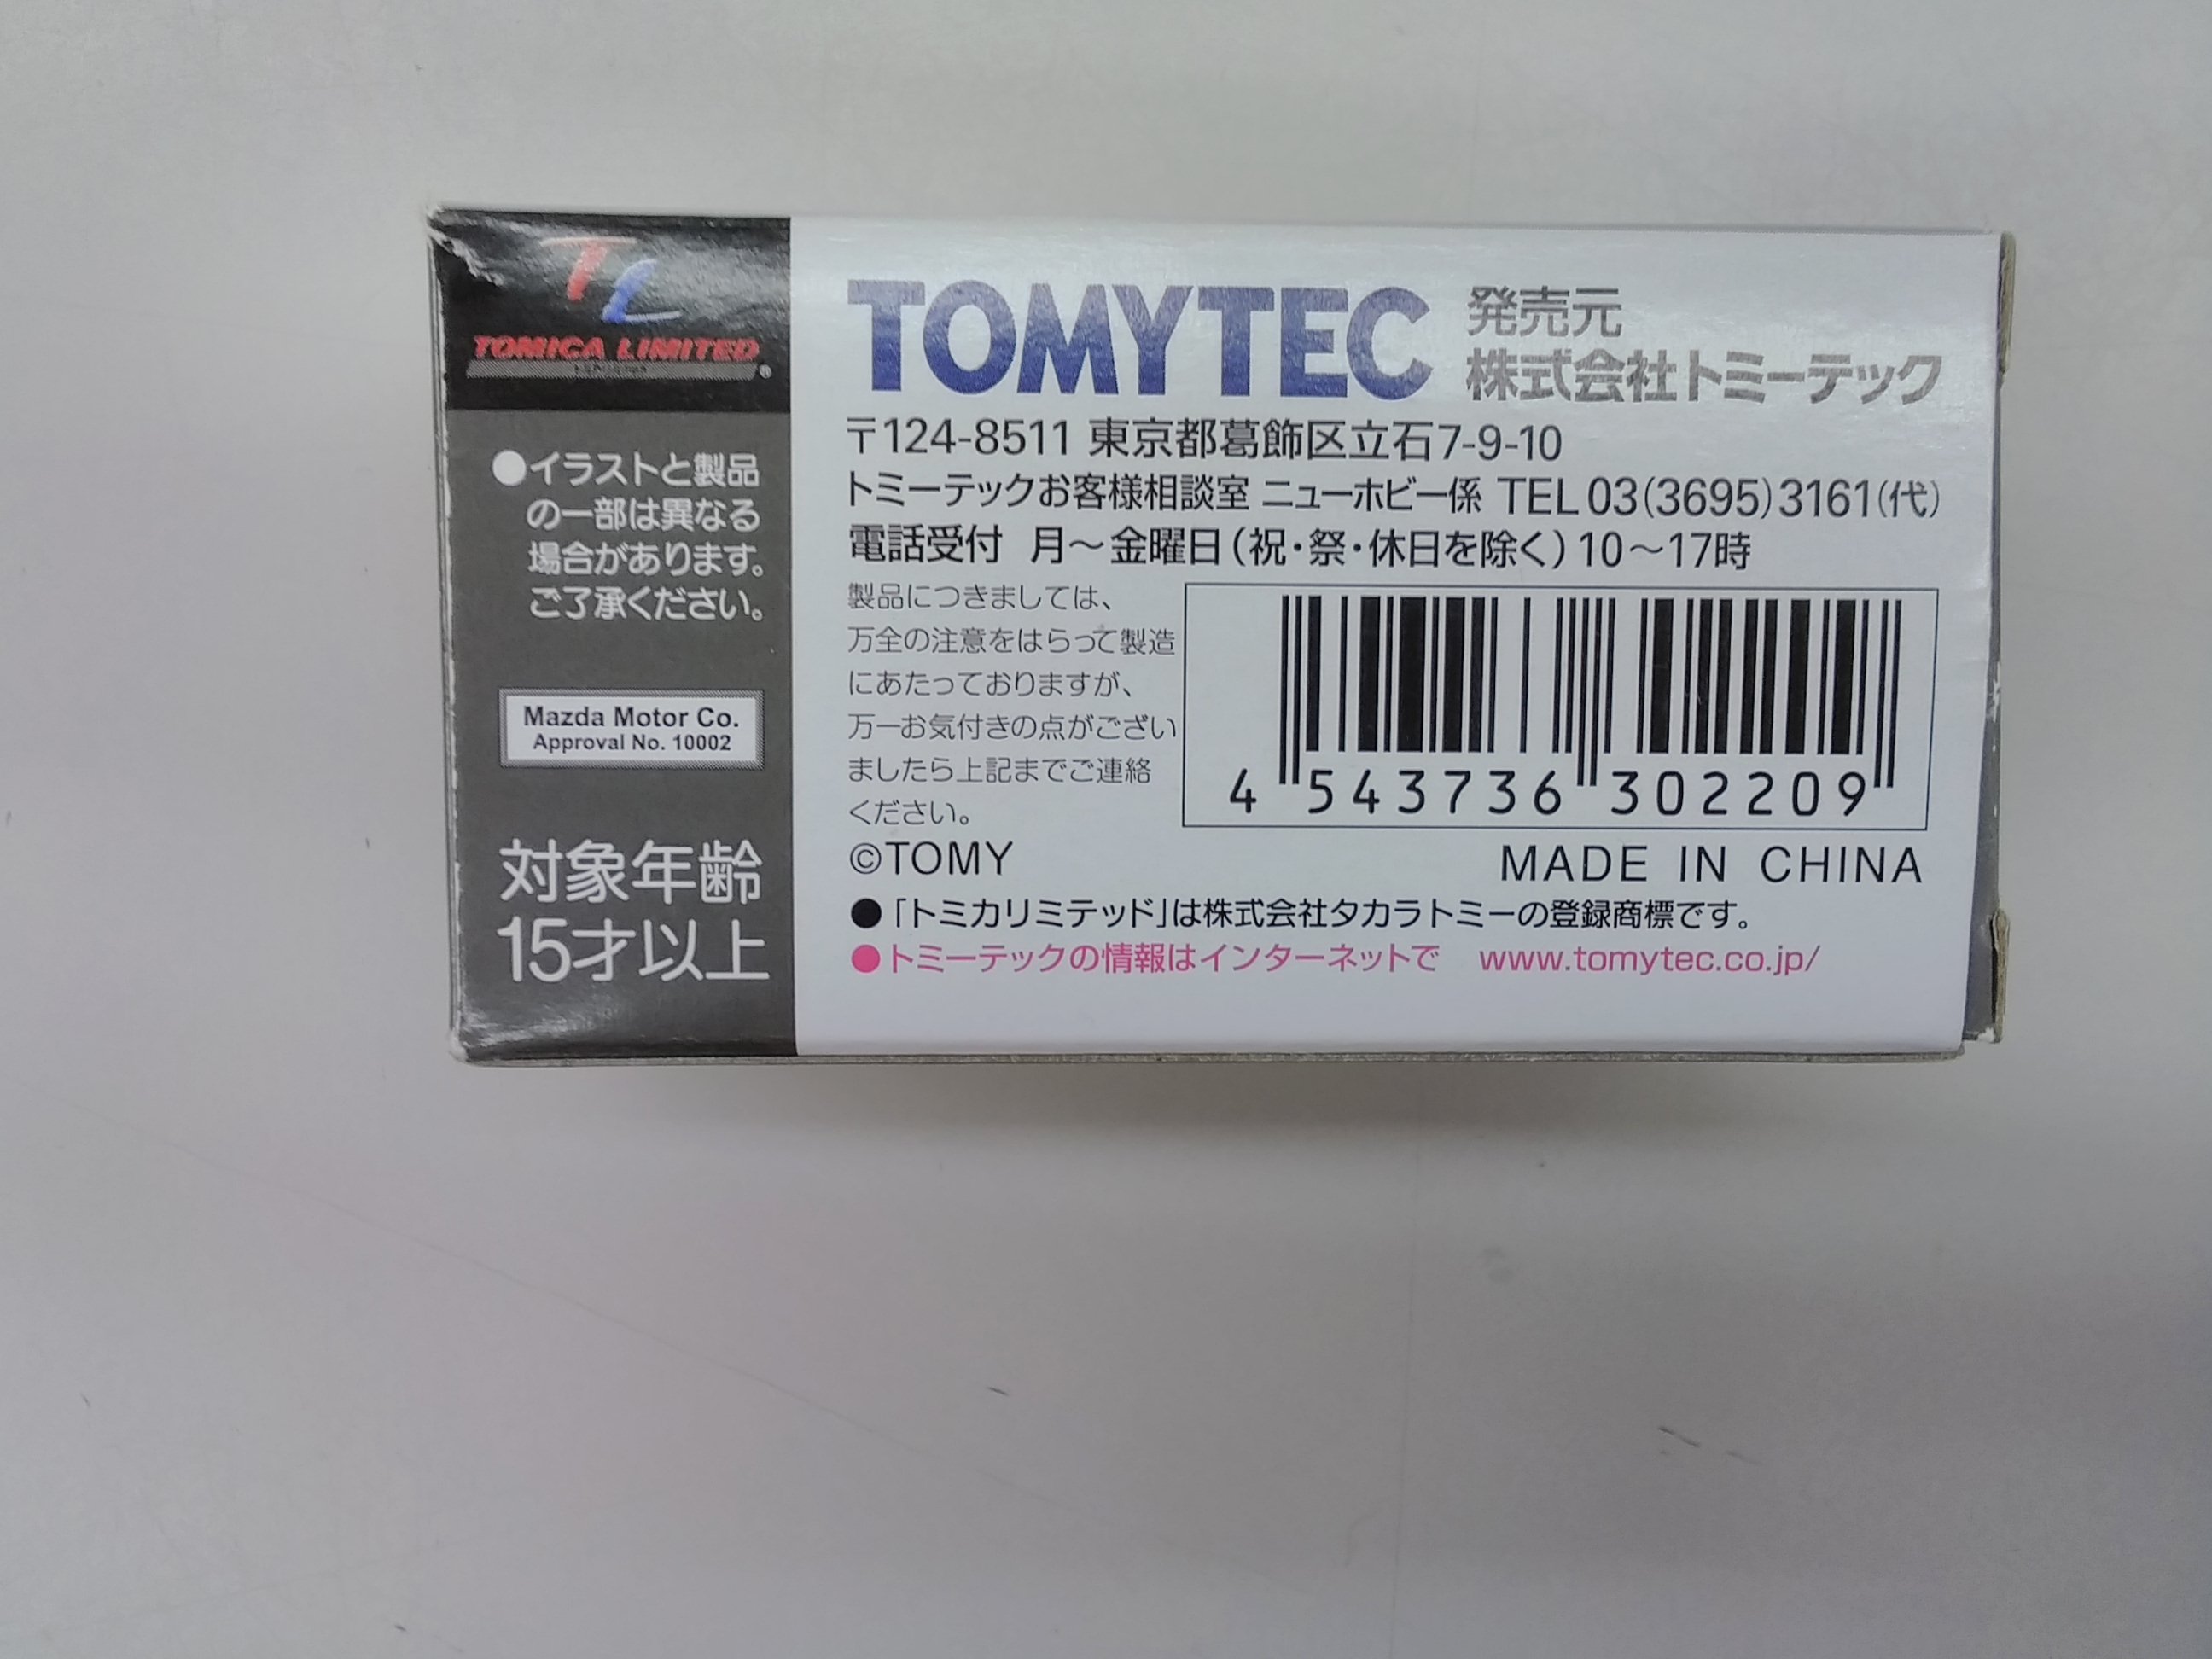 TL
TOMICA LIMITED
®
●イラストと製品
の一部は異なる
場合があります。
ご了承ください。
Mazda Motor Co.
Approval No. 10002
対象年齢
15才以上
TOMYTEC
発売元
株式会社トミーテック
〒124-8511 東京都葛飾区立石7-9-10
トミーテックお客様相談室 ニューホビー係 TEL 03(3695)3161(代)
電話受付 月～金曜日(祝・祭・休日を除く)10～17時
製品につきましては、
万全の注意をはらって製造
にあたっておりますが、
万一お気付きの点がござい
ましたら上記までご連絡
ください。
4 543736 302209
©TOMY
MADE IN CHINA
●「トミカリミテッド」は株式会社タカラトミーの登録商標です。
●トミーテックの情報はインターネットで www.tomytec.co.jp/